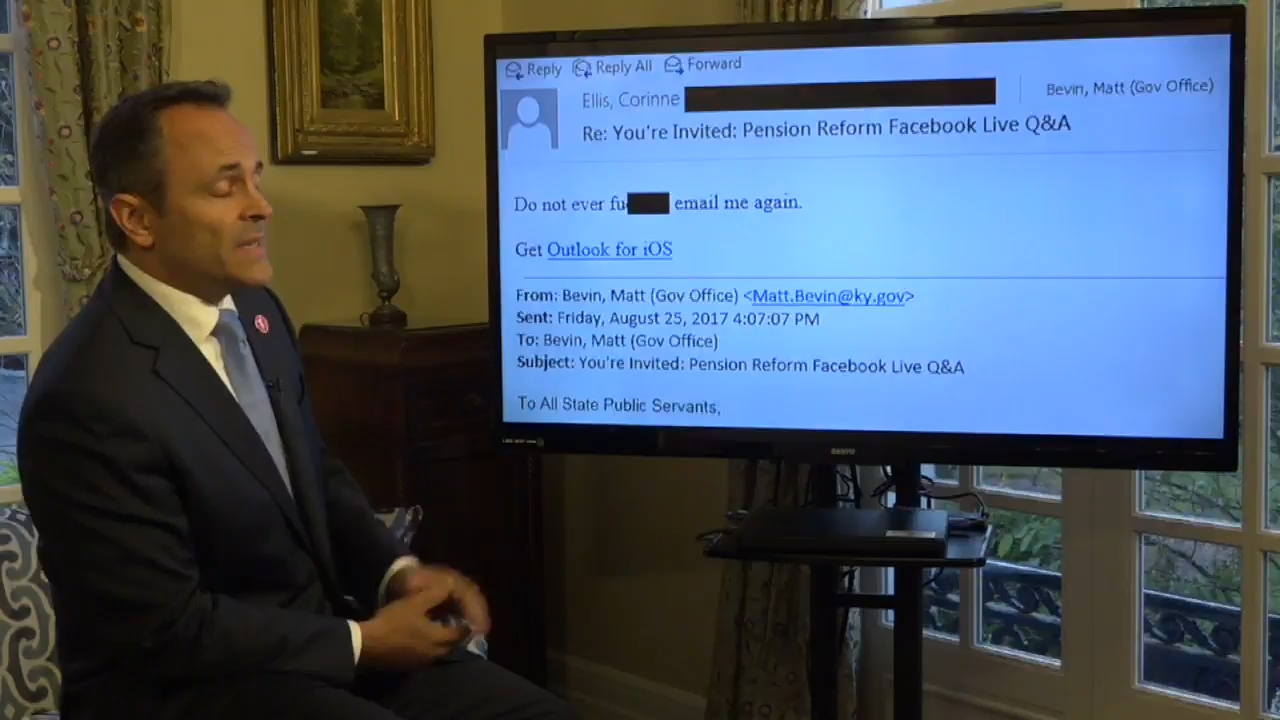 Reply Reply All Forward
Ellis, Corinne
Bevin, Matt (Gov Office)
Re: You're Invited: Pension Reform Facebook Live Q&A
Do not ever fu email me again.
Get Outlook for iOS
From: Bevin, Matt (Gov Office) <Matt.Bevin@ky.gov>
Sent: Friday, August 25, 2017 4:07:07 PM
To: Bevin, Matt (Gov Office)
Subject: You're Invited: Pension Reform Facebook Live Q&A
To All State Public Servants,
SANYO